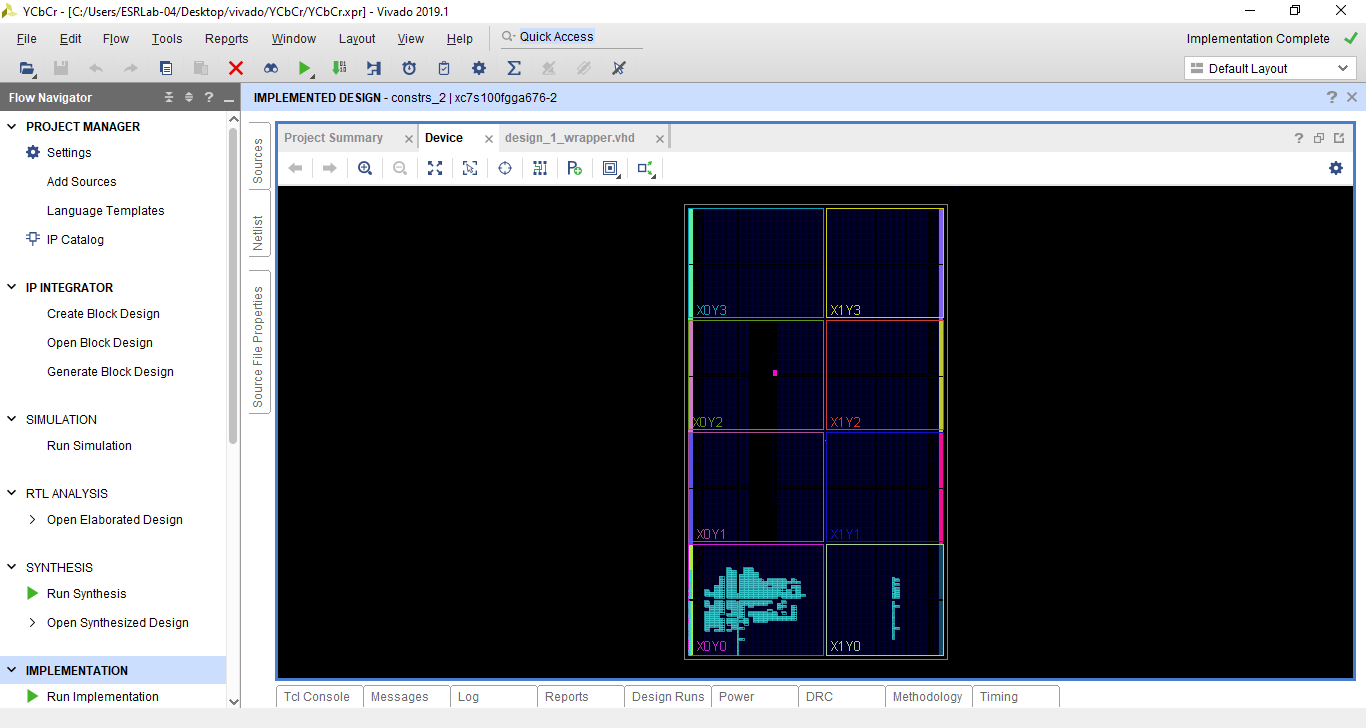 YCbCr - [C:/Users/ESRLab-04/Desktop/vivado/YCbCr/YCbCr.xpr] - Vivado 2019.1
File Edit Flow Tools Reports Window Layout View Help Quick Access
Implementation Complete
Default Layout
Flow Navigator
IMPLEMENTED DESIGN - constrs_2 | xc7s100fgga676-2
PROJECT MANAGER
Settings
Add Sources
Language Templates
IP Catalog
IP INTEGRATOR
Create Block Design
Open Block Design
Generate Block Design
SIMULATION
Run Simulation
RTL ANALYSIS
Open Elaborated Design
SYNTHESIS
Run Synthesis
Open Synthesized Design
IMPLEMENTATION
Run Implementation
Sources
Netlist
Source File Properties
Project Summary Device design_1_wrapper.vhd
X0Y3 X1Y3
X0Y2 X1Y2
X0Y1 X1Y1
X0Y0 X1Y0
Tcl Console Messages Log Reports Design Runs Power DRC Methodology Timing